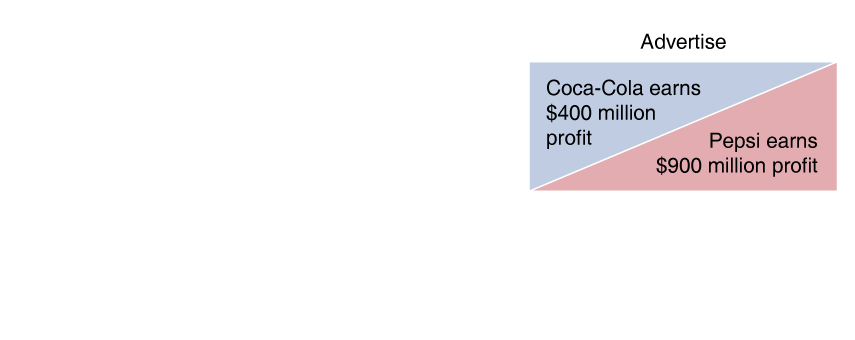 Advertise
Coca-Cola earns
$400 million
profit
Pepsi earns
$900 million profit